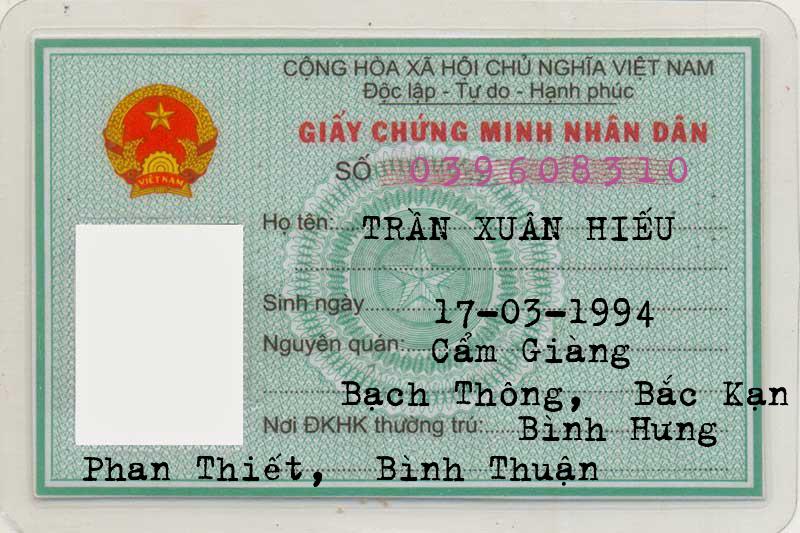 CỘNG HÒA XÃ HỘI CHỦ NGHĨA VIỆT NAM
Độc lập - Tự do - Hạnh phúc
GIẤY CHỨNG MINH NHÂN DÂN
SỐ 039608310
VIỆT NAM
Họ tên: TRẦN XUÂN HIẾU
Sinh ngày 17-03-1994
Nguyên quán: Cẩm Giàng
Bạch Thông, Bắc Kạn
Nơi ĐKHK thường trú: Bình Hưng
Phan Thiết, Bình Thuận